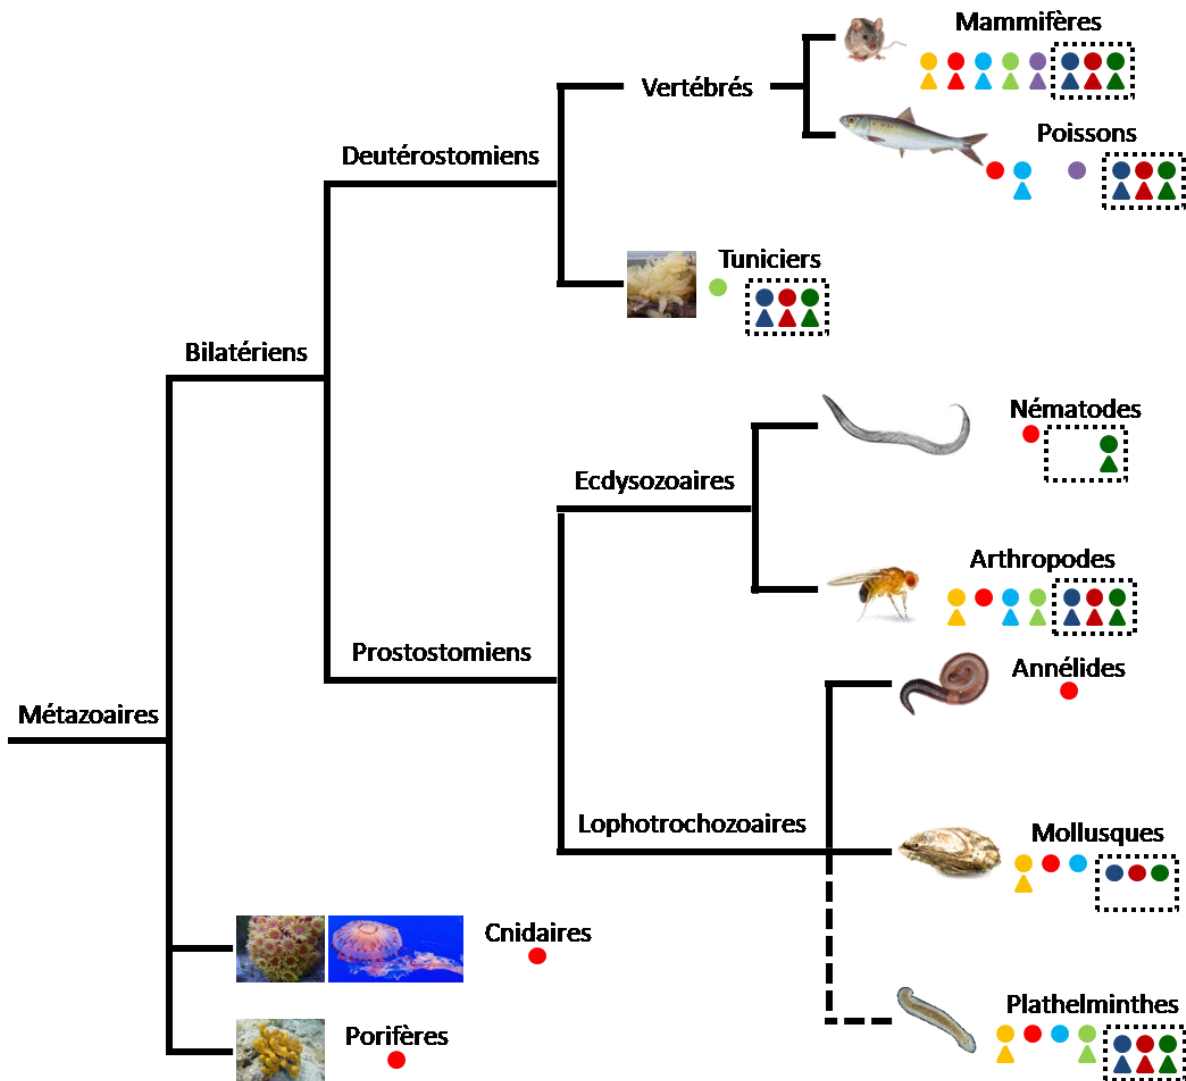 Mammifères
Vertébrés
Poissons
Deutérostomiens
Tuniciers
Bilatériens
Nématodes
Ecdysozoaires
Arthropodes
Prostostomiens
Annélides
Métazoaires
Lophotrochozoaires
Mollusques
Cnidaires
Plathelminthes
Porifères